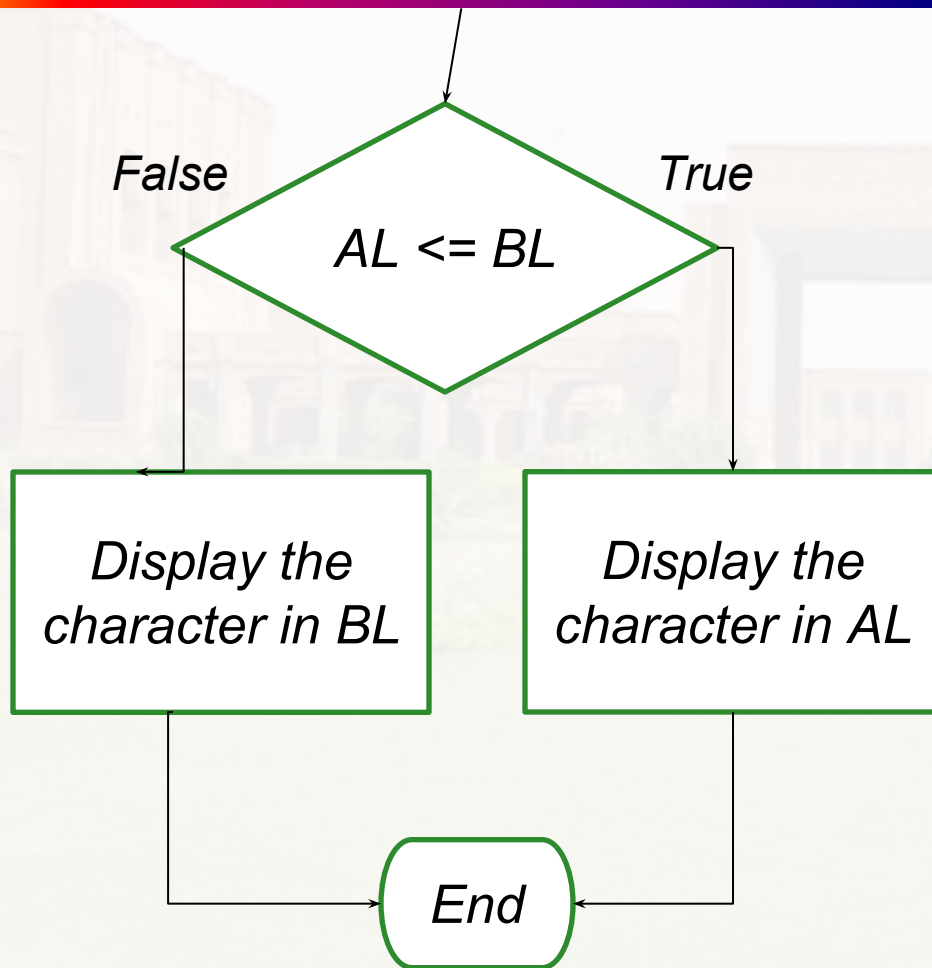 False
True
AL <= BL
Display the
character in BL
Display the
character in AL
End